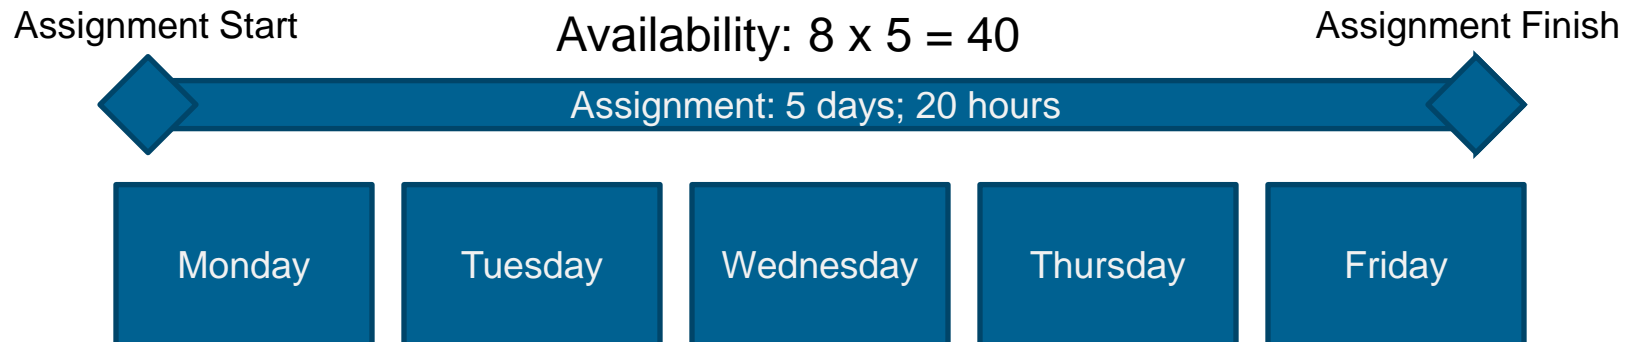 Assignment Start
Availability: 8 x 5 = 40
Assignment Finish
Assignment: 5 days; 20 hours
Monday
Tuesday
Wednesday
Thursday
Friday